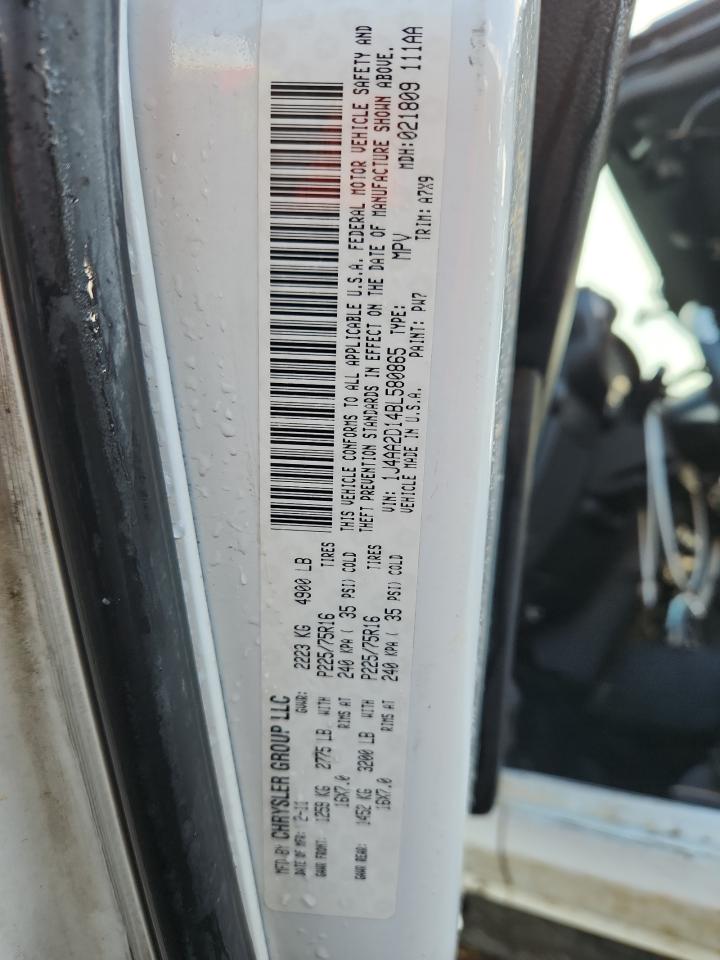 MFD BY CHRYSLER GROUP LLC
DATE OF MFR: 2-11 GVWR: 2223 KG 4900 LB
GAWR FRONT: 1259 KG 2775 LB WITH P225/75R16 TIRES
16X7.0 RIMS AT 240 KPA ( 35 PSI) COLD
GAWR REAR: 1452 KG 3200 LB WITH P225/75R16 TIRES
16X7.0 RIMS AT 240 KPA ( 35 PSI) COLD
THIS VEHICLE CONFORMS TO ALL APPLICABLE U.S.A. FEDERAL MOTOR VEHICLE SAFETY AND
THEFT PREVENTION STANDARDS IN EFFECT ON THE DATE OF MANUFACTURE SHOWN ABOVE.
VIN: 1J4AA2D14BL580865 TYPE: MPV MDH:021809 111AA
VEHICLE MADE IN U.S.A. PAINT: PW7 TRIM: A7X9